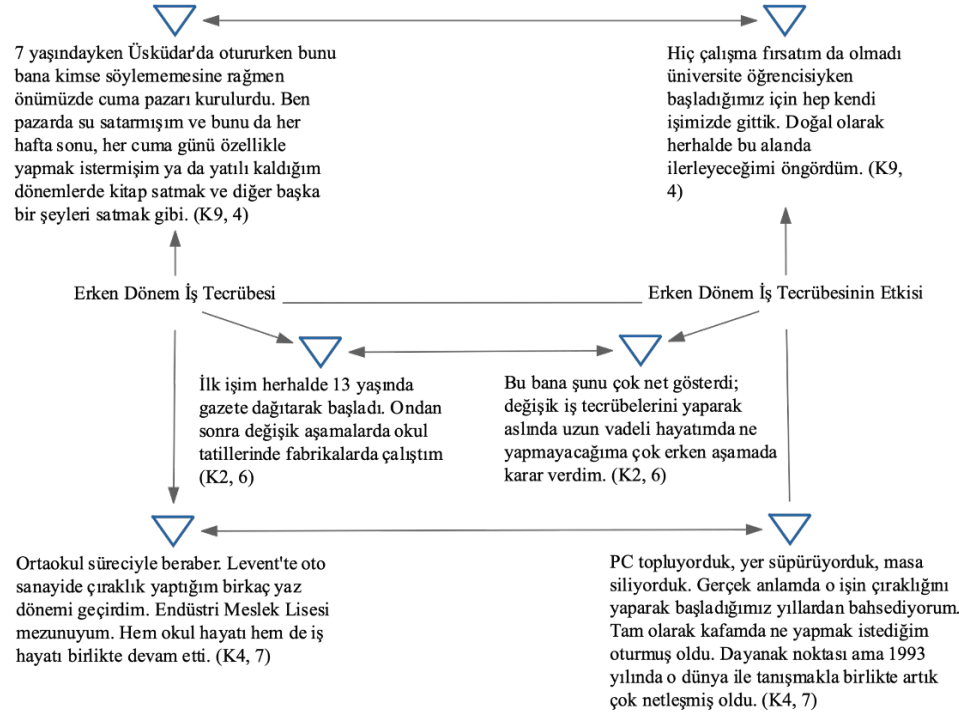 7 yaşındayken Üsküdar'da otururken bunu
bana kimse söylememesine rağmen
önümüzde cuma pazarı kurulurdu. Ben
pazarda su satarmışım ve bunu da her
hafta sonu, her cuma günü özellikle
yapmak istermişim ya da yatılı kaldığım
dönemlerde kitap satmak ve diğer başka
bir şeyleri satmak gibi. (K9, 4)
Hiç çalışma fırsatım da olmadı
üniversite öğrencisiyken
başladığımız için hep kendi
işimizde gittik. Doğal olarak
herhalde bu alanda
ilerleyeceğimi öngördüm. (K9,
4)
Erken Dönem İş Tecrübesi
Erken Dönem İş Tecrübesinin Etkisi
İlk işim herhalde 13 yaşında
gazete dağıtarak başladı. Ondan
sonra değişik aşamalarda okul
tatillerinde fabrikalarda çalıştım
(K2, 6)
Bu bana şunu çok net gösterdi;
değişik iş tecrübelerini yaparak
aslında uzun vadeli hayatımda ne
yapmayacağıma çok erken aşamada
karar verdim. (K2, 6)
Ortaokul süreciyle beraber. Levent'te oto
sanayide çıraklık yaptığım birkaç yaz
dönemi geçirdim. Endüstri Meslek Lisesi
mezunuyum. Hem okul hayatı hem de iş
hayatı birlikte devam etti. (K4, 7)
PC topluyorduk, yer süpürüyorduk, masa
siliyorduk. Gerçek anlamda o işin çıraklığını
yaparak başladığımız yıllardan bahsediyorum.
Tam olarak kafamda ne yapmak istediğim
oturmuş oldu. Dayanak noktası ama 1993
yılında o dünya ile tanışmakla birlikte artık
çok netleşmiş oldu. (K4, 7)